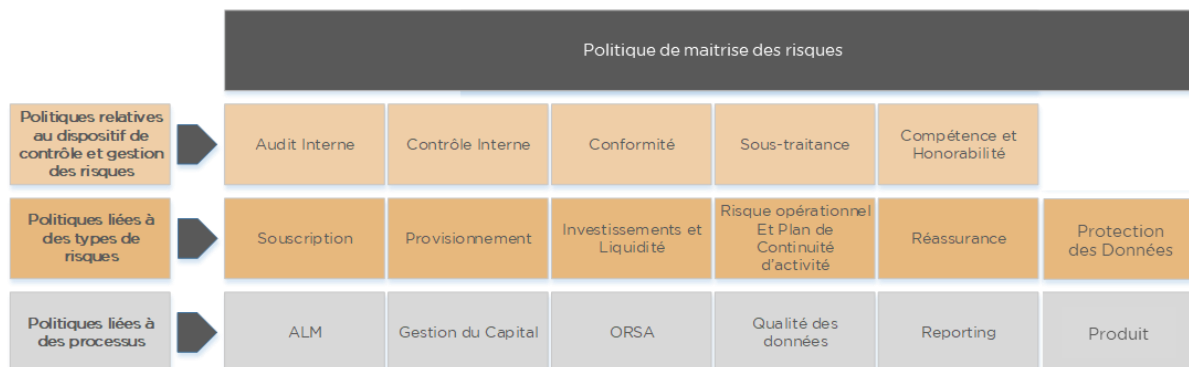 Politique de maitrise des risques
Politiques relatives
au dispositif de
contrôle et gestion
des risques
Audit Interne
Contrôle Interne
Conformité
Sous-traitance
Compétence et
Honorabilité
Politiques liées à
des types de
risques
Souscription
Provisionnement
Investissements et
Liquidité
Risque opérationnel
Et Plan de
Continuité
d'activité
Réassurance
Protection
des Données
Politiques liées à
des processus
ALM
Gestion du Capital
ORSA
Qualité des
données
Reporting
Produit